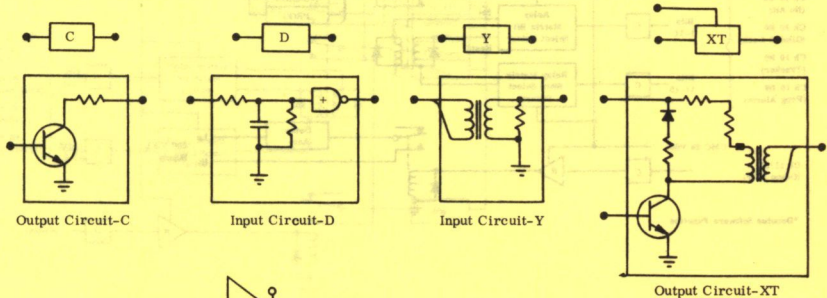 C
D
Y
XT
+
Output Circuit-C
Input Circuit-D
Input Circuit-Y
Output Circuit-XT